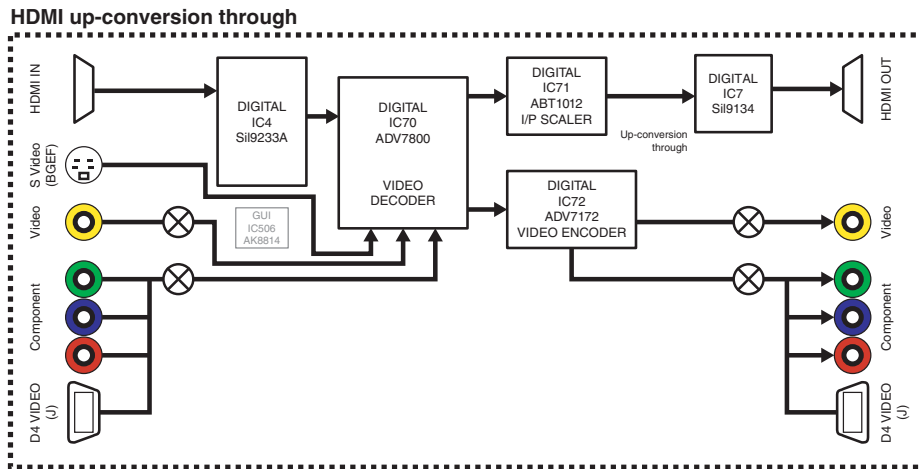 HDMI up-conversion through
HDMI IN
DIGITAL
IC4
SiI9233A
DIGITAL
IC70
ADV7800
VIDEO
DECODER
DIGITAL
IC71
ABT1012
I/P SCALER
Up-conversion
through
DIGITAL
IC7
SiI9134
HDMI OUT
S Video
(BGEF)
Video
GUI
IC506
AK8814
DIGITAL
IC72
ADV7172
VIDEO ENCODER
Video
Component
Component
D4 VIDEO
(J)
D4 VIDEO
(J)